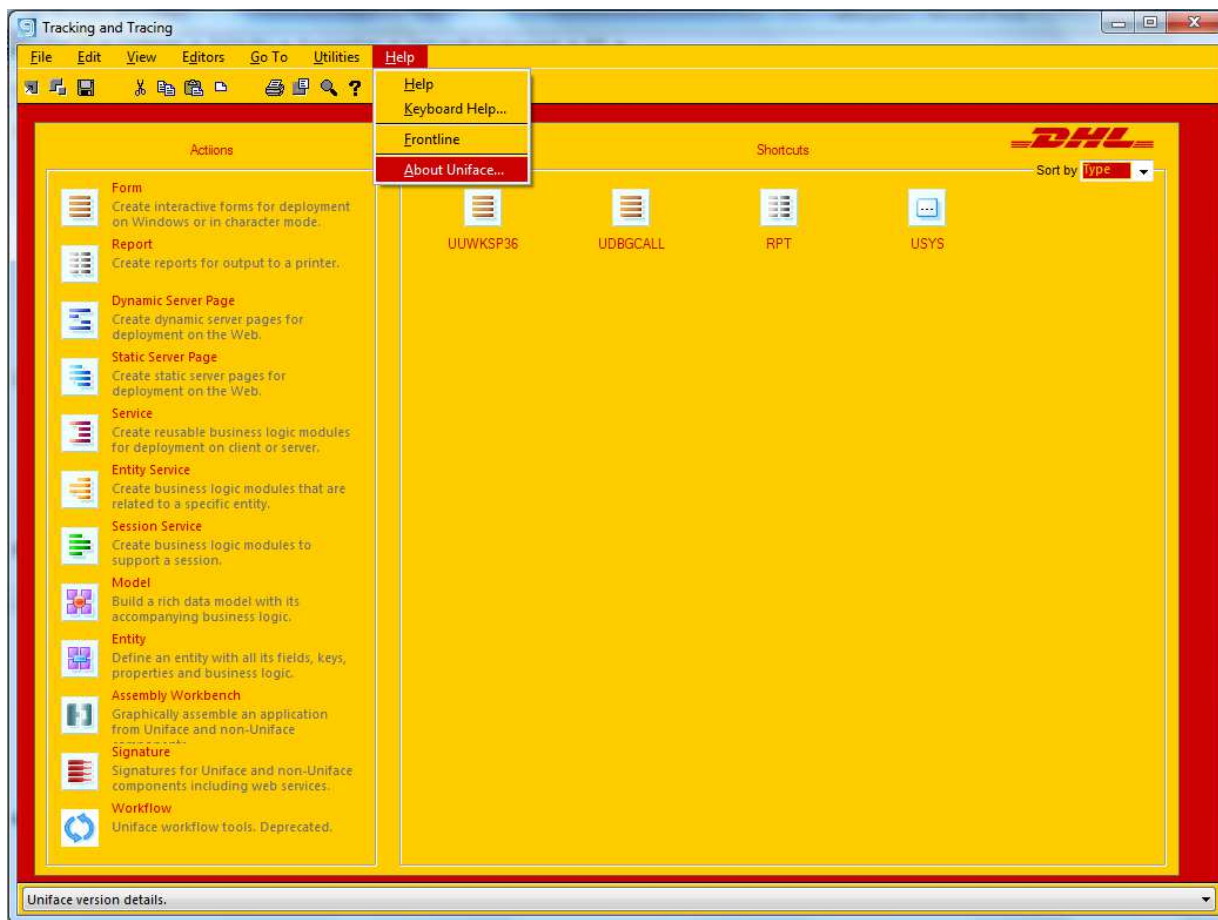 Tracking and Tracing
File Edit View Editors Go To Utilities Help
?
Help
Keyboard Help...
Frontline
About Uniface...
Actiions
Shortcuts
DHL
Sort by Type
Form
Create interactive forms for deployment
on Windows or in character mode.
Report
Create reports for output to a printer.
Dynamic Server Page
Create dynamic server pages for
deployment on the Web.
Static Server Page
Create static server pages for
deployment on the Web.
Service
Create reusable business logic modules
for deployment on client or server.
Entity Service
Create business logic modules that are
related to a specific entity.
Session Service
Create business logic modules to
support a session.
Model
Build a rich data model with its
accompanying business logic.
Entity
Define an entity with all its fields, keys,
properties and business logic.
Assembly Workbench
Graphically assemble an application
from Uniface and non-Uniface
Signature
Signatures for Uniface and non-Uniface
components including web services.
Workflow
Uniface workflow tools. Deprecated.
UUWKSP36 UDBGCALL RPT USYS
Uniface version details.